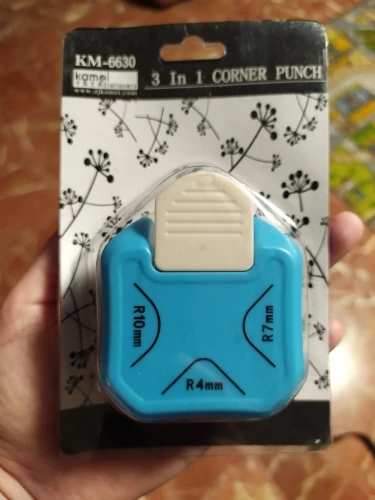 KM-6630
kamei
3 In 1 CORNER PUNCH
R10mm
R7mm
R4mm